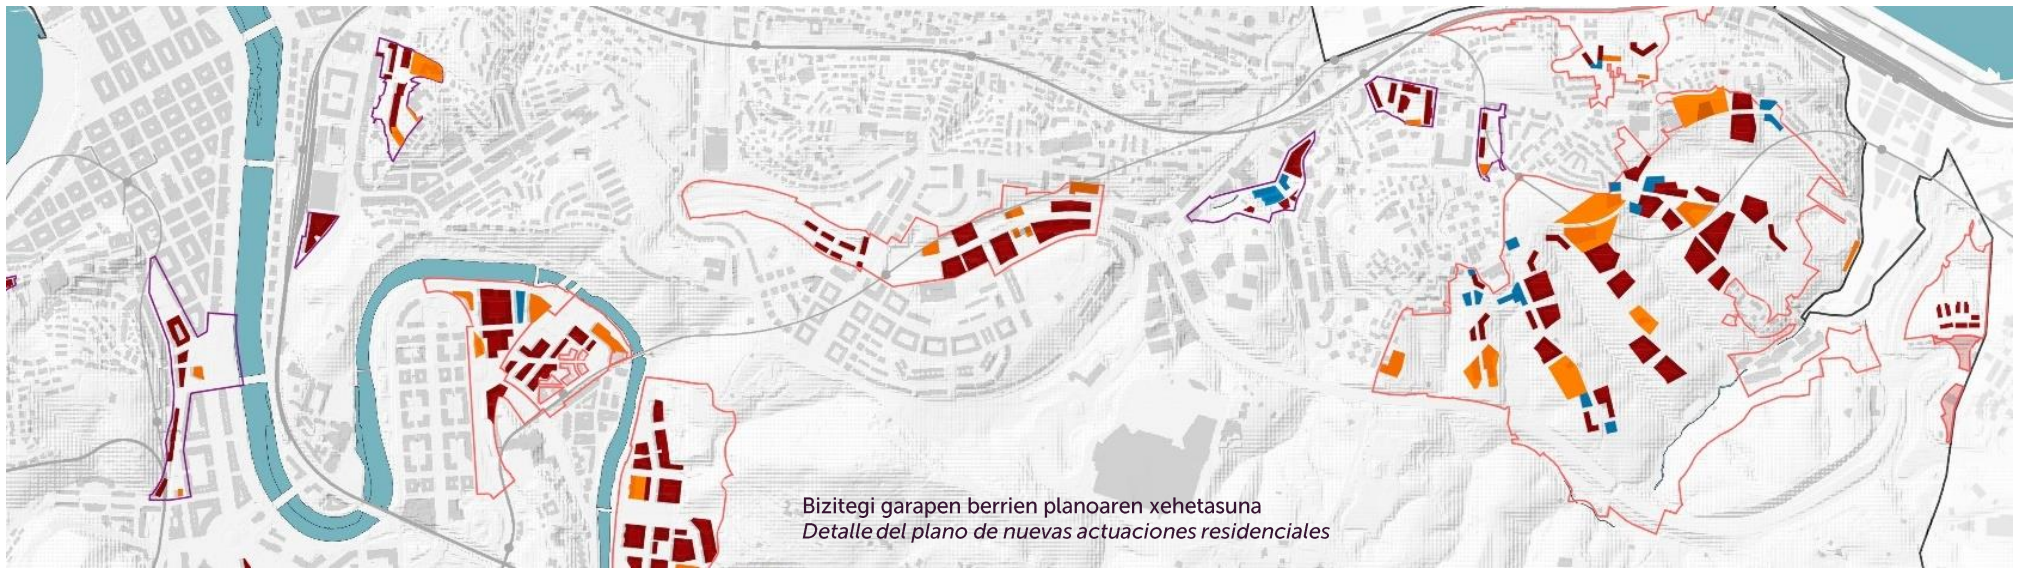 Bizitegi garapen berrien planoaren xehetasuna
Detalle del plano de nuevas actuaciones residenciales